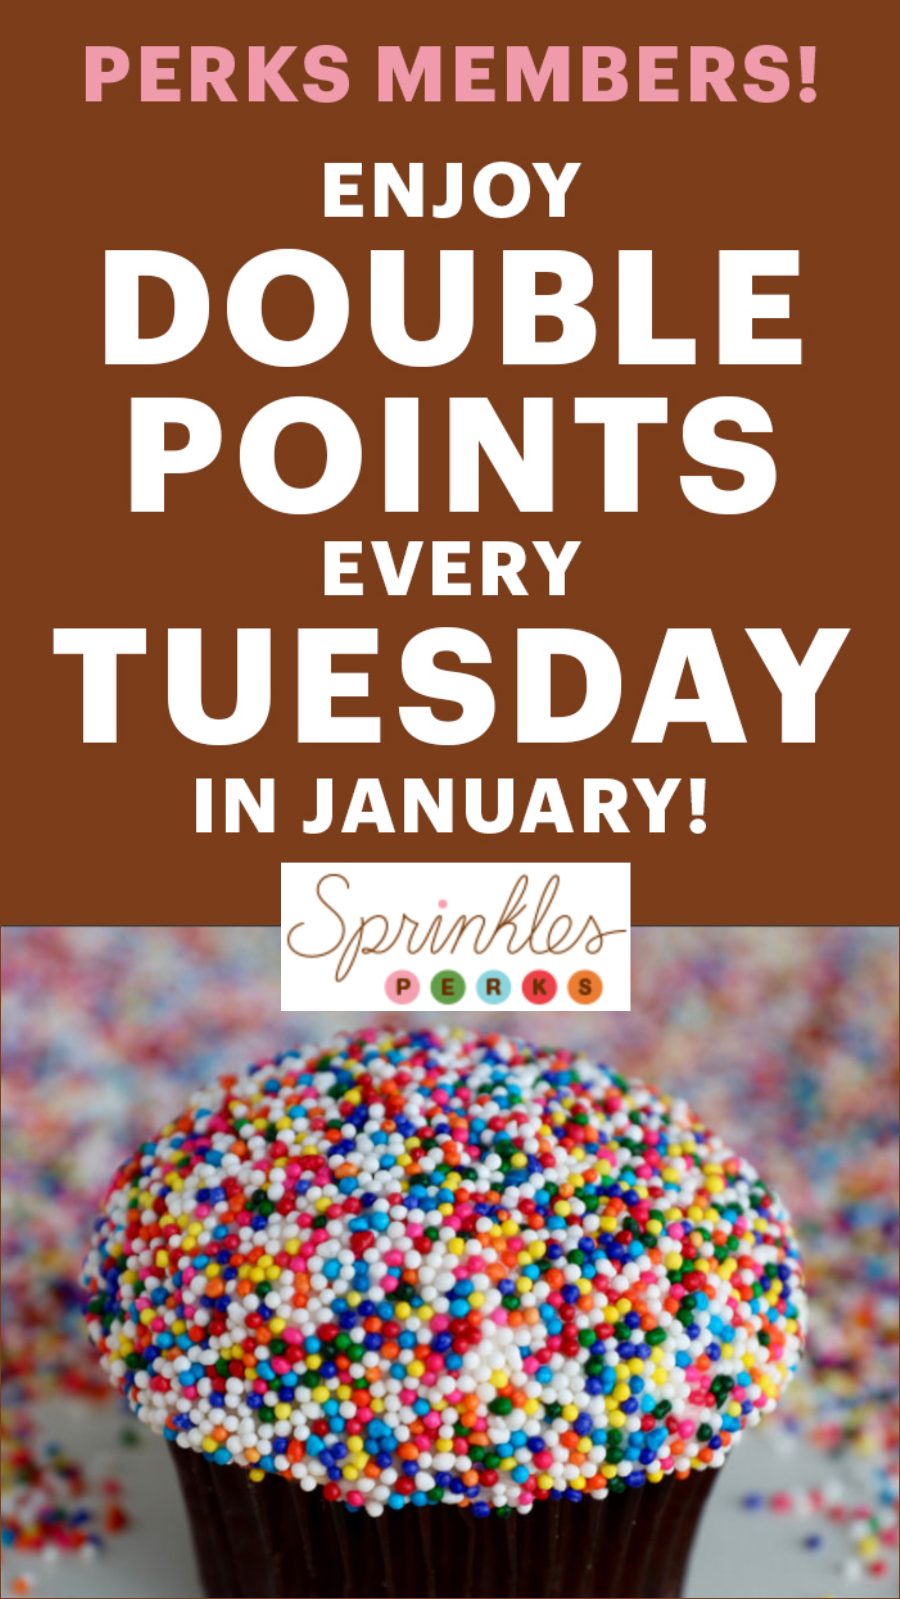 PERKS MEMBERS!
ENJOY
DOUBLE
POINTS
EVERY
TUESDAY
IN JANUARY!
Sprinkles
PERKS